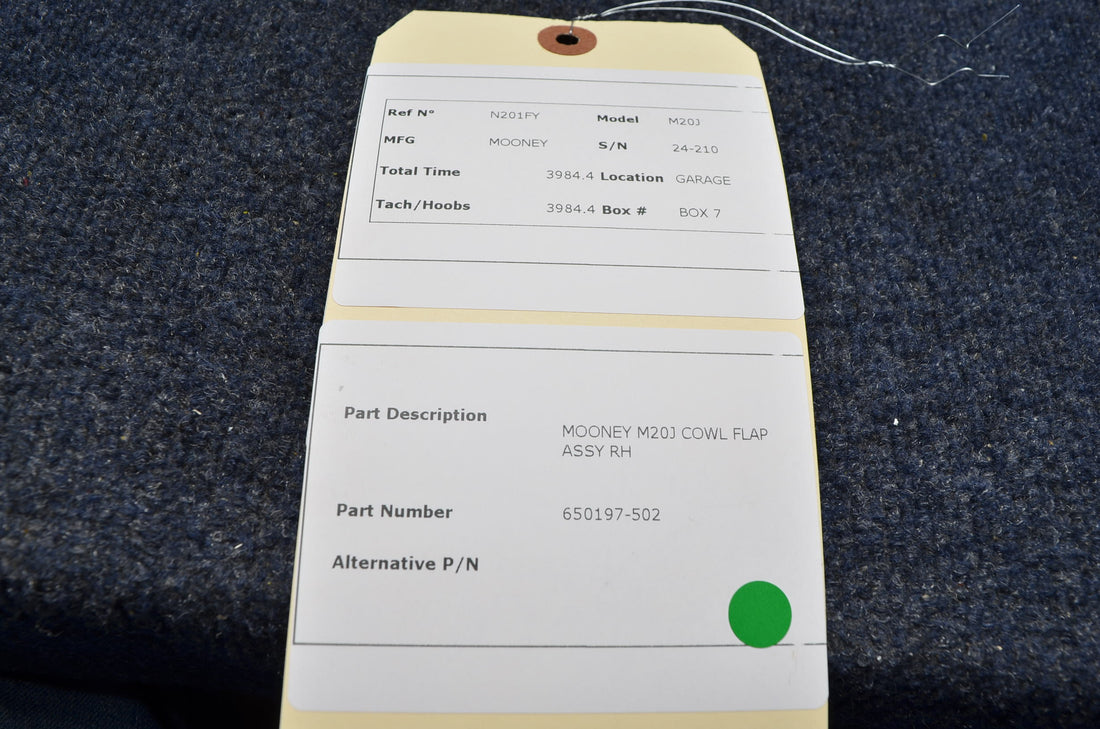 Ref N° N201FY Model M20J
MFG MOONEY S/N 24-210
Total Time 3984.4 Location GARAGE
Tach/Hoobs 3984.4 Box # BOX 7
Part Description MOONEY M20J COWL FLAP
ASSY RH
Part Number 650197-502
Alternative P/N